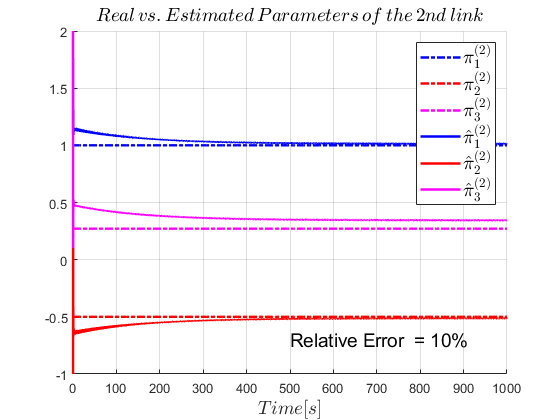 Real vs. Estimated Parameters of the 2nd link
2
1.5
1
0.5
0
-0.5
-1
π₁⁽²⁾
π₂⁽²⁾
π₃⁽²⁾
π̂₁⁽²⁾
π̂₂⁽²⁾
π̂₃⁽²⁾
Relative Error = 10%
0 100 200 300 400 500 600 700 800 900 1000
Time[s]